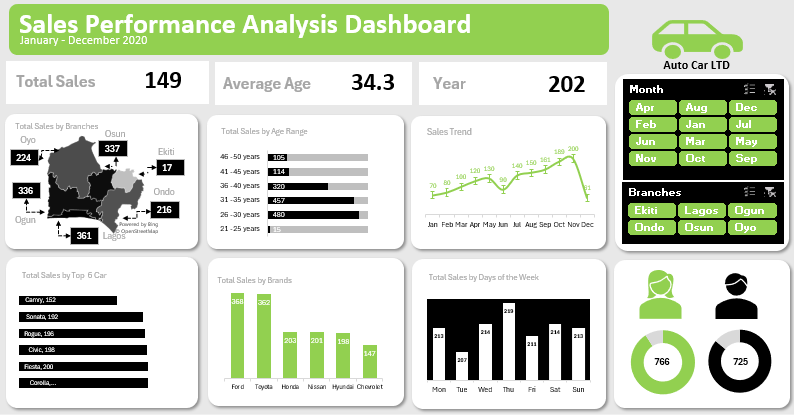 Sales Performance Analysis Dashboard
January - December 2020
Auto Car LTD
Total Sales 149
Average Age 34.3
Year 202
Month
Apr Aug Dec
Feb Jan Jul
Jun Mar May
Nov Oct Sep
Branches
Ekiti Lagos Ogun
Ondo Osun Oyo
Total Sales by Branches
Osun
337
Oyo
224
Ekiti
17
336
Ogun
Ondo
216
361 Lagos
Powered by Bing
© OpenStreetMap
Total Sales by Age Range
46 -50 years 105
41 -45 years 114
36 -40 years 320
31 -35 years 457
26 -30 years 480
21 -25 years 15
Sales Trend
70 80 100 120 130 90 140 150 161 189 200 61
Jan Feb Mar Apr May Jun Jul Aug Sep Oct Nov Dec
Total Sales by Top 6 Car
Camry, 152
Sonata, 192
Rogue, 196
Civic, 198
Fiesta, 200
Corolla,...
Total Sales by Brands
368 362 203 201 198 147
Ford Toyota Honda Nissan Hyundai Chevrolet
Total Sales by Days of the Week
213 207 214 219 211 214 213
Mon Tue Wed Thu Fri Sat Sun
766
725